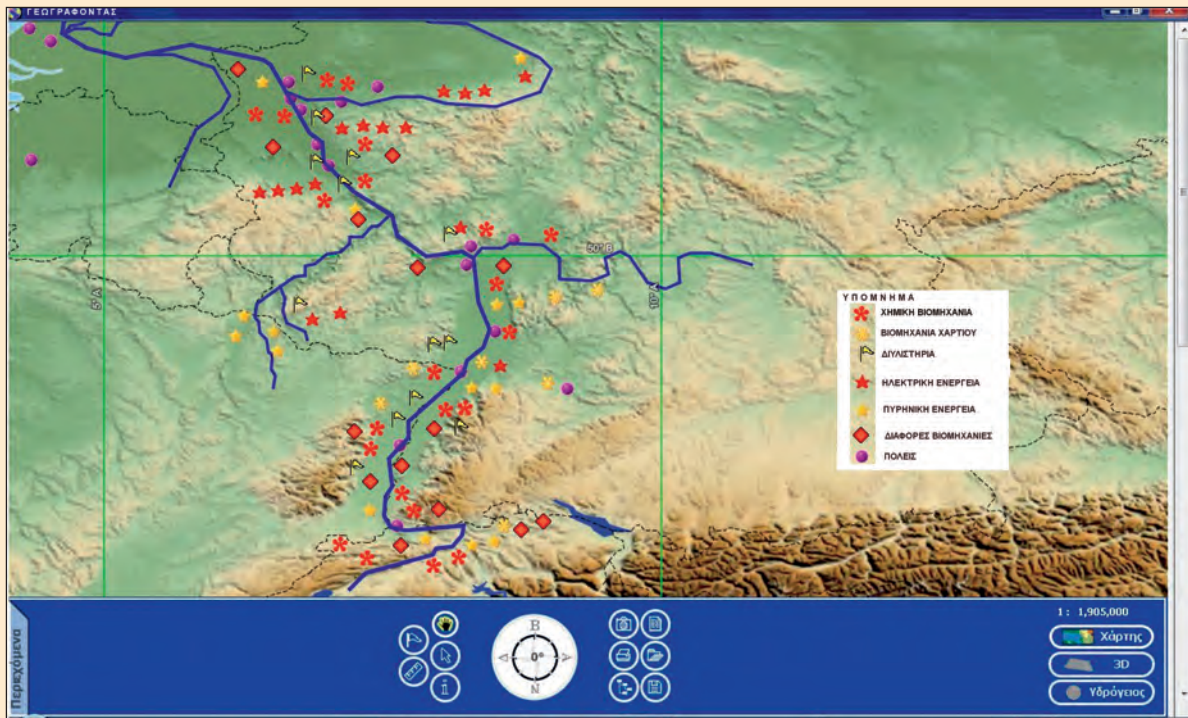 ΓΕΩΓΡΑΦΟΝΤΑΣ
50° Β
5° Α
10° Α
ΥΠΟΜΝΗΜΑ
ΧΗΜΙΚΗ ΒΙΟΜΗΧΑΝΙΑ
ΒΙΟΜΗΧΑΝΙΑ ΧΑΡΤΙΟΥ
ΔΙΥΛΙΣΤΗΡΙΑ
ΗΛΕΚΤΡΙΚΗ ΕΝΕΡΓΕΙΑ
ΠΥΡΗΝΙΚΗ ΕΝΕΡΓΕΙΑ
ΔΙΑΦΟΡΕΣ ΒΙΟΜΗΧΑΝΙΕΣ
ΠΟΛΕΙΣ
Περιεχόμενα
Β
Δ 0° Α
Ν
1 : 1,905,000
Χάρτης
3D
Υδρόγειος